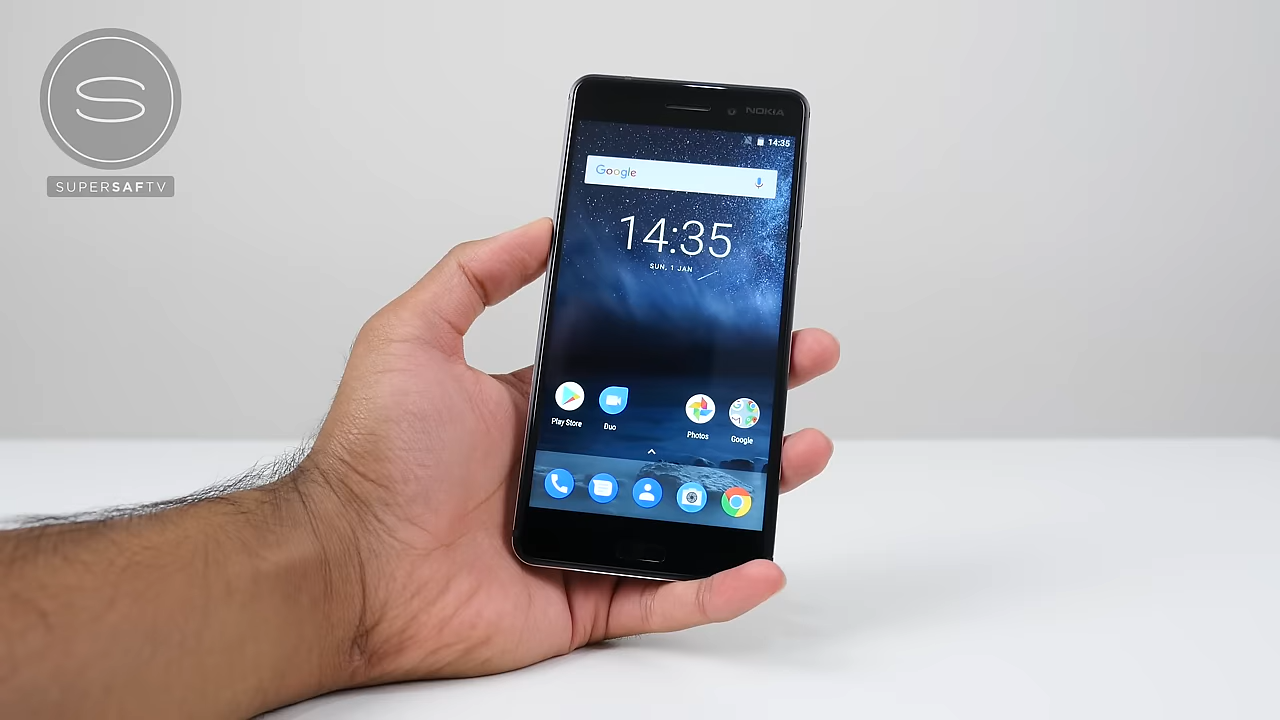 S
SUPERSAFTV
NOKIA
14:35
Google
14:35
SUN, 1 JAN
Play Store
Duo
Photos
Google